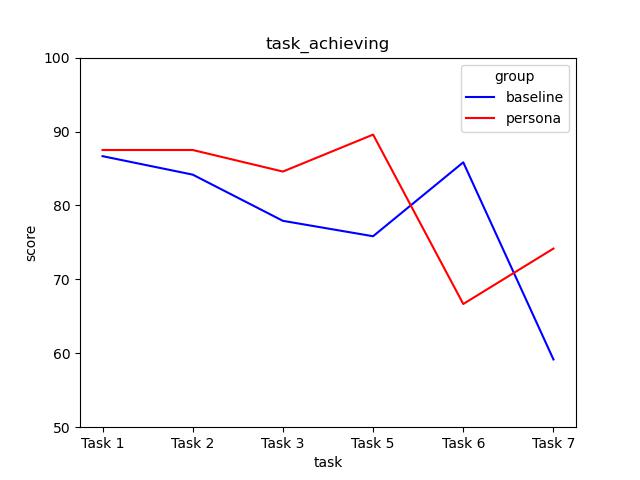 task_achieving
100
90
80
70
60
50
score
group
baseline
persona
Task 1 Task 2 Task 3 Task 5 Task 6 Task 7
task